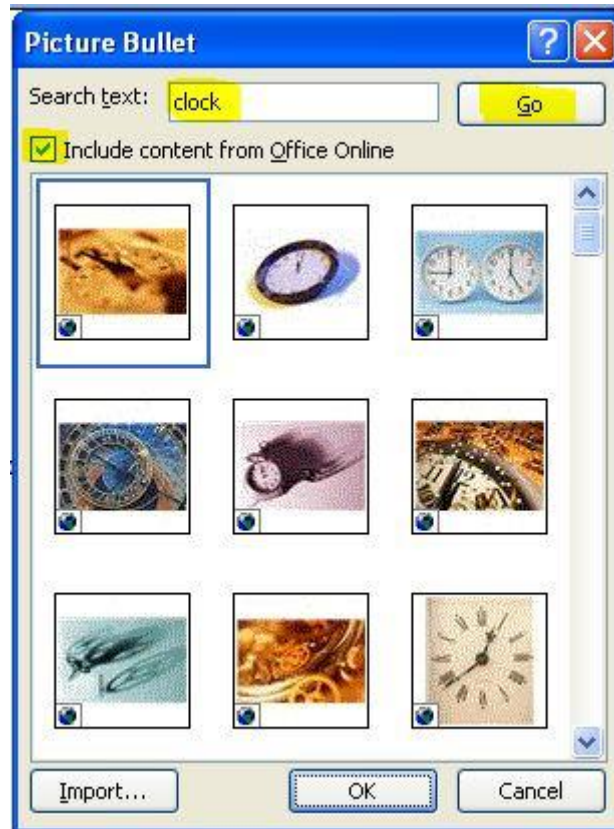 Picture Bullet
Search text: clock Go
Include content from Office Online
Import... OK Cancel